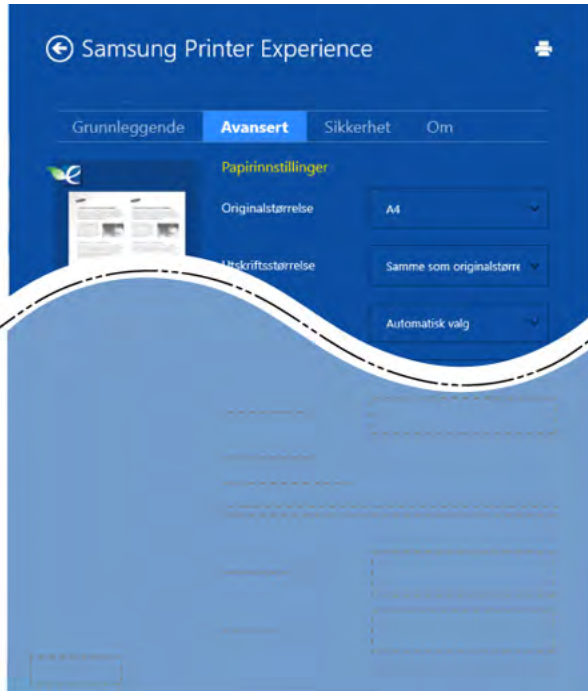 Samsung Printer Experience
Grunnleggende Avansert Sikkerhet Om
Papirinnstillinger
Originalstørrelse A4
Utskriftsstørrelse Samme som originalstørre
Automatisk valg